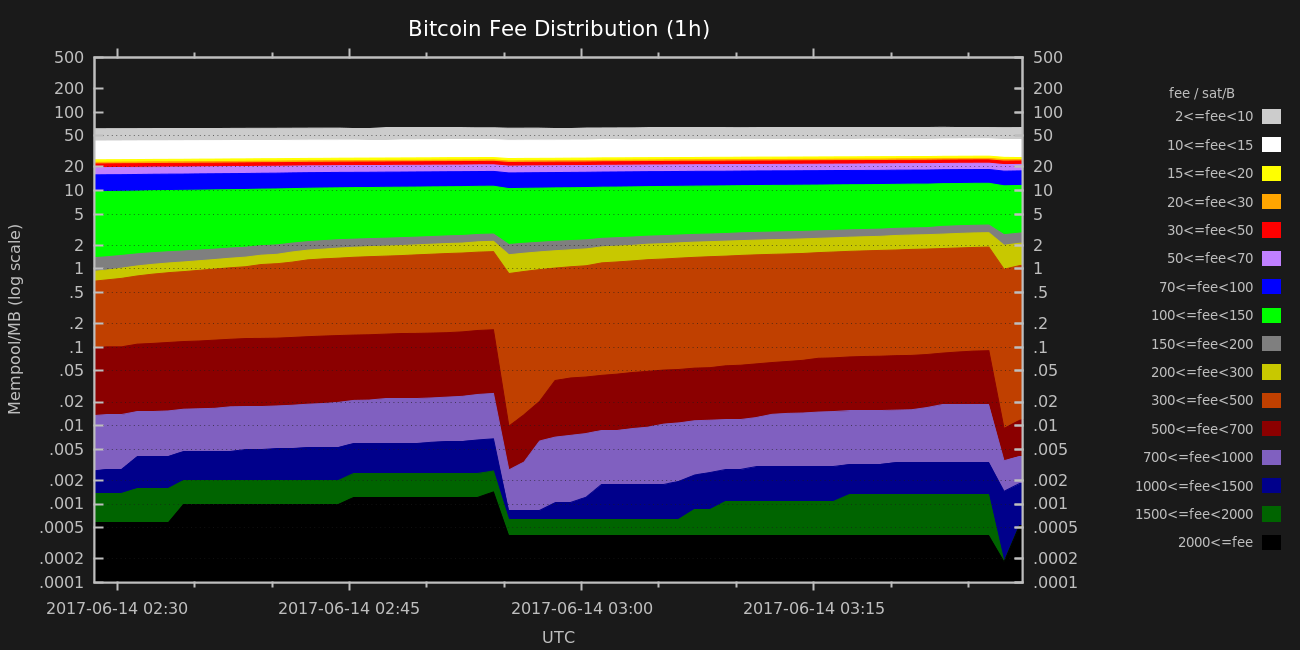 Bitcoin Fee Distribution (1h)
500 500
200 200
100 100
50 50
20 20
10 10
5 5
2 2
1 1
.5 .5
.2 .2
.1 .1
.05 .05
.02 .02
.01 .01
.005 .005
.002 .002
.001 .001
.0005 .0005
.0002 .0002
.0001 .0001
Mempool/MB (log scale)
2017-06-14 02:30 2017-06-14 02:45 2017-06-14 03:00 2017-06-14 03:15
UTC
fee / sat/B
2<=fee<10
10<=fee<15
15<=fee<20
20<=fee<30
30<=fee<50
50<=fee<70
70<=fee<100
100<=fee<150
150<=fee<200
200<=fee<300
300<=fee<500
500<=fee<700
700<=fee<1000
1000<=fee<1500
1500<=fee<2000
2000<=fee